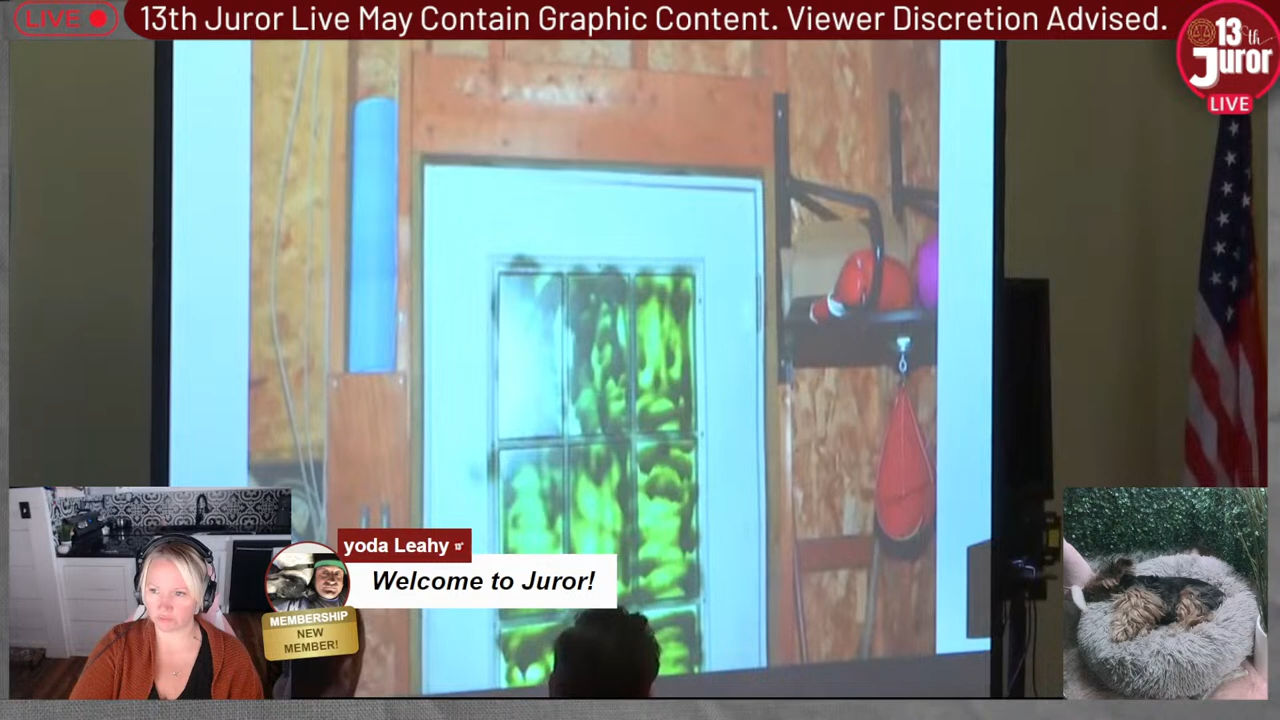 LIVE
13th Juror Live May Contain Graphic Content. Viewer Discretion Advised.
13th
Juror
LIVE
yoda Leahy
Welcome to Juror!
MEMBERSHIP
NEW
MEMBER!